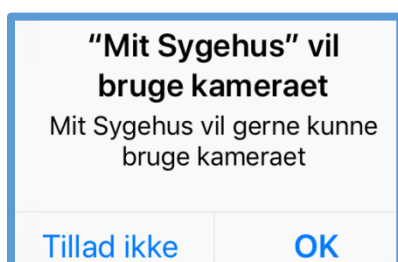 “Mit Sygehus” vil
bruge kameraet
Mit Sygehus vil gerne kunne
bruge kameraet
Tillad ikke
OK